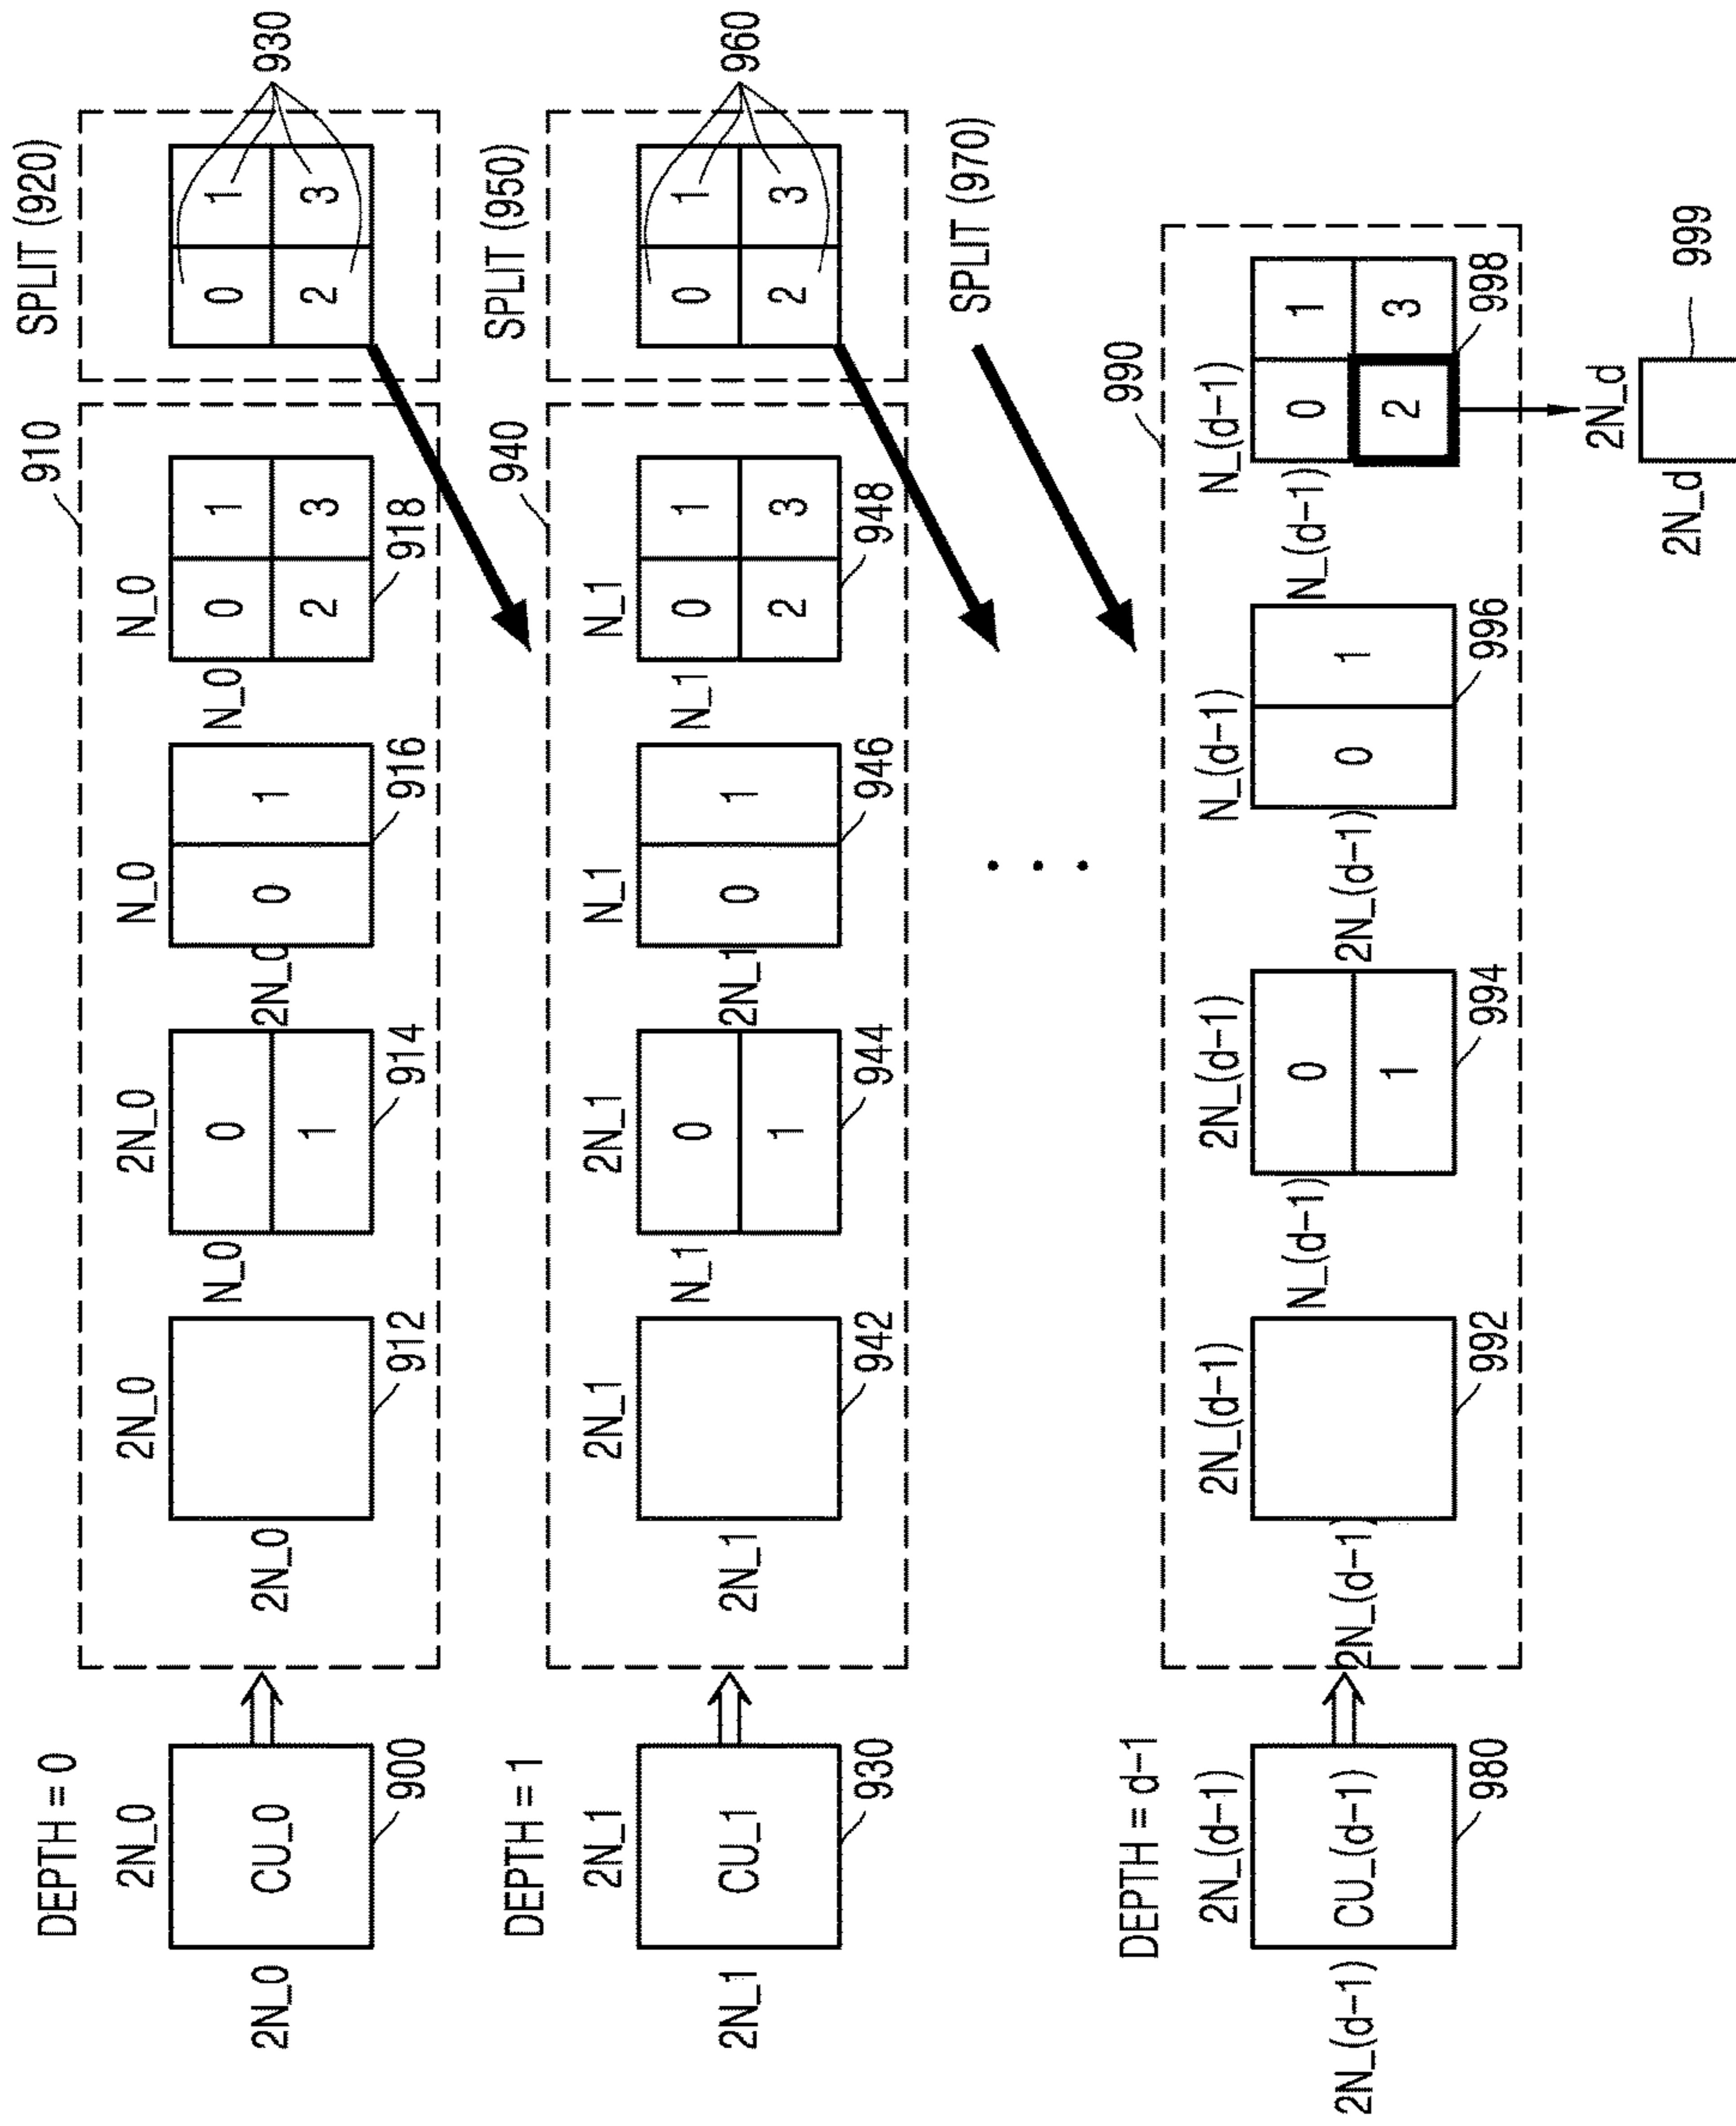 DEPTH = 0
2N_0
2N_0
CU_0
900
910
2N_0
2N_0
912
2N_0
N_0
0
1
914
N_0
2N_0
0
1
916
N_0
N_0
0
1
2
3
918
SPLIT (920)
0
1
2
3
930
DEPTH = 1
2N_1
2N_1
CU_1
930
940
2N_1
2N_1
942
2N_1
N_1
0
1
944
N_1
2N_1
0
1
946
N_1
N_1
0
1
2
3
948
SPLIT (950)
0
1
2
3
960
SPLIT (970)
DEPTH = d-1
2N_(d-1)
2N_(d-1)
CU_(d-1)
980
990
2N_(d-1)
2N_(d-1)
992
2N_(d-1)
N_(d-1)
0
1
994
N_(d-1)
2N_(d-1)
0
1
996
N_(d-1)
N_(d-1)
0
1
2
3
998
2N_d
2N_d
999